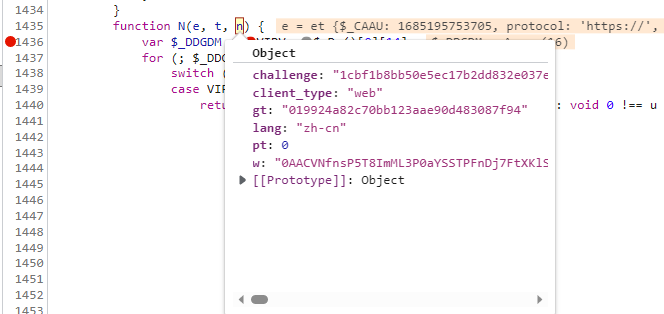 1434 }
1435 function N(e, t, n) { e = et {$_CAAU: 1685195753705, protocol: 'https://',
1436 var $_DDGDM
1437 for (; $_DDG
1438 switch (
1439 case VIP
1440 retu : void 0 !== u
1441
1442
1443
1444
1445
1446
1447
1448
1449
1450
1451
1452
1453
Object
challenge: "1cbf1b8bb50e5ec17b2dd832e037e
client_type: "web"
gt: "019924a82c70bb123aae90d483087f94"
lang: "zh-cn"
pt: 0
w: "0AACVNfnsP5T8ImML3P0aYSSTPFnDj7FtXKlS
[[Prototype]]: Object